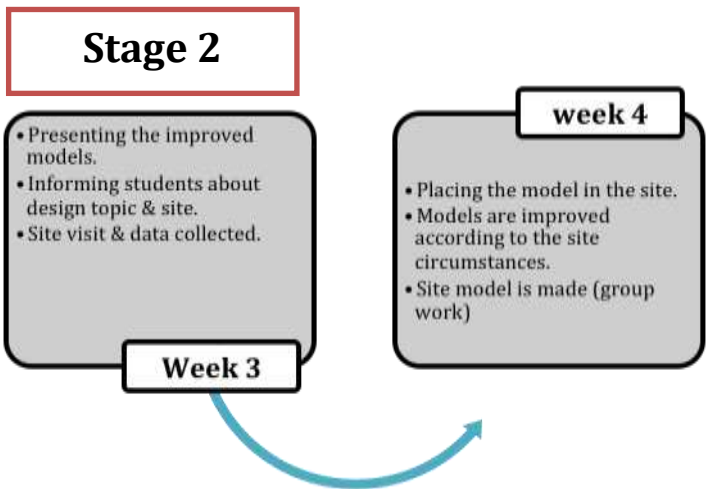 Stage 2
• Presenting the improved
models.
• Informing students about
design topic & site.
• Site visit & data collected.
Week 3
week 4
• Placing the model in the site.
• Models are improved
according to the site
circumstances.
• Site model is made (group
work)